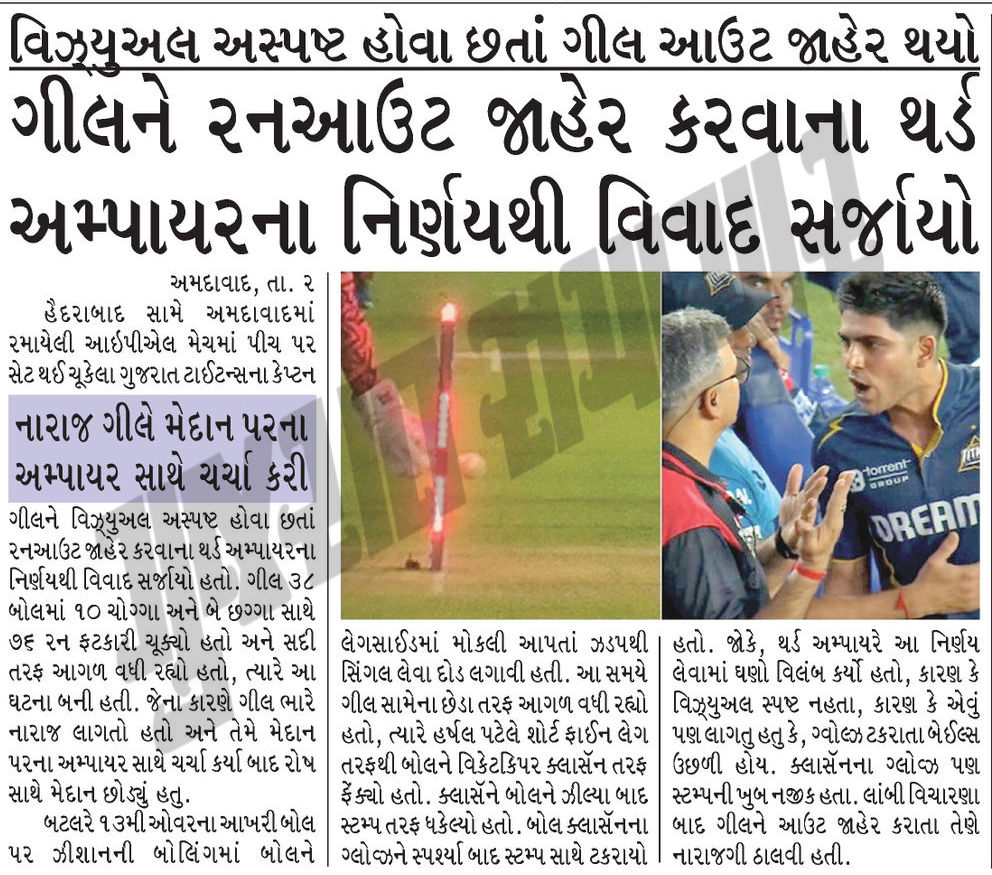 વિઝ્યુઅલ અસ્પષ્ટ હોવા છતાં ગીલ આઉટ જાહેર થયો
ગીલને રનઆઉટ જાહેર કરવાના થર્ડ
અમ્પાયરના નિર્ણયથી વિવાદ સર્જાયો
અમદાવાદ, તા. ૨
હૈદરાબાદ સામે અમદાવાદમાં
રમાયેલી આઇપીએલ મેચમાં પીચ પર
સેટ થઈ ચૂકેલા ગુજરાત ટાઈટન્સના કેપ્ટન
નારાજ ગીલે મેદાન પરના
અમ્પાયર સાથે ચર્ચા કરી
ગીલને વિઝ્યુઅલ અસ્પષ્ટ હોવા છતાં
રનઆઉટ જાહેર કરવાના થર્ડ અમ્પાયરના
નિર્ણયથી વિવાદ સર્જાયો હતો. ગીલ ૩૮
બોલમાં ૧૦ ચોગ્ગા અને બે છગ્ગા સાથે
૭૬ રન ફટકારી ચૂક્યો હતો અને સદી
તરફ આગળ વધી રહ્યો હતો, ત્યારે આ
ઘટના બની હતી. જેના કારણે ગીલ ભારે
નારાજ લાગતો હતો અને તેમે મેદાન
પરના અમ્પાયર સાથે ચર્ચા કર્યા બાદ રોષ
સાથે મેદાન છોડ્યું હતુ.
બટલરે ૧૩મી ઓવરના આખરી બોલ
પર ઝીશાનની બોલિંગમાં બોલને
લેગસાઈડમાં મોકલી આપતાં ઝડપથી
સિંગલ લેવા દોડ લગાવી હતી. આ સમયે
ગીલ સામેના છેડા તરફ આગળ વધી રહ્યો
હતો, ત્યારે હર્ષલ પટેલે શોર્ટ ફાઈન લેગ
તરફથી બોલને વિકેટકિપર ક્લાસૅન તરફ
ફેંક્યો હતો. ક્લાસૅને બોલને ઝીલ્યા બાદ
સ્ટમ્પ તરફ ધકેલ્યો હતો. બોલ ક્લાસૅનના
ગ્લોવ્ઝને સ્પર્શ્યા બાદ સ્ટમ્પ સાથે ટકરાયો
હતો. જોકે, થર્ડ અમ્પાયરે આ નિર્ણય
લેવામાં ઘણો વિલંબ કર્યો હતો, કારણ કે
વિઝ્યુઅલ સ્પષ્ટ નહતા, કારણ કે એવું
પણ લાગતુ હતુ કે, ગ્લોવ્ઝ ટકરાતા બેઈલ્સ
ઉછળી હોય. ક્લાસૅનના ગ્લોવ્ઝ પણ
સ્ટમ્પની ખુબ નજીક હતા. લાંબી વિચારણા
બાદ ગીલને આઉટ જાહેર કરાતા તેણે
નારાજગી ઠાલવી હતી.
torrent
GROUP
DREAM
ગુજરાત સમાચાર